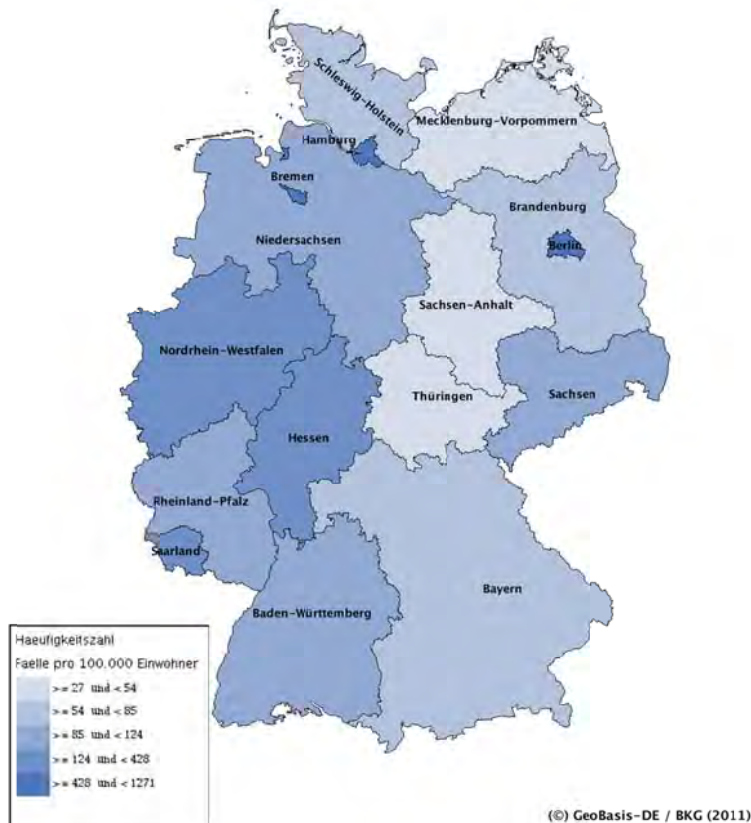 Schleswig-Holstein
Mecklenburg-Vorpommern
Hamburg
Bremen
Brandenburg
Berlin
Niedersachsen
Sachsen-Anhalt
Nordrhein-Westfalen
Thüringen
Sachsen
Hessen
Rheinland-Pfalz
Saarland
Bayern
Baden-Württemberg
Haeufigkeitszahl
Faelle pro 100.000 Einwohner
>= 27 und < 54
>= 54 und < 85
>= 85 und < 124
>= 124 und < 428
>= 428 und < 1271
(©) GeoBasis-DE / BKG (2011)